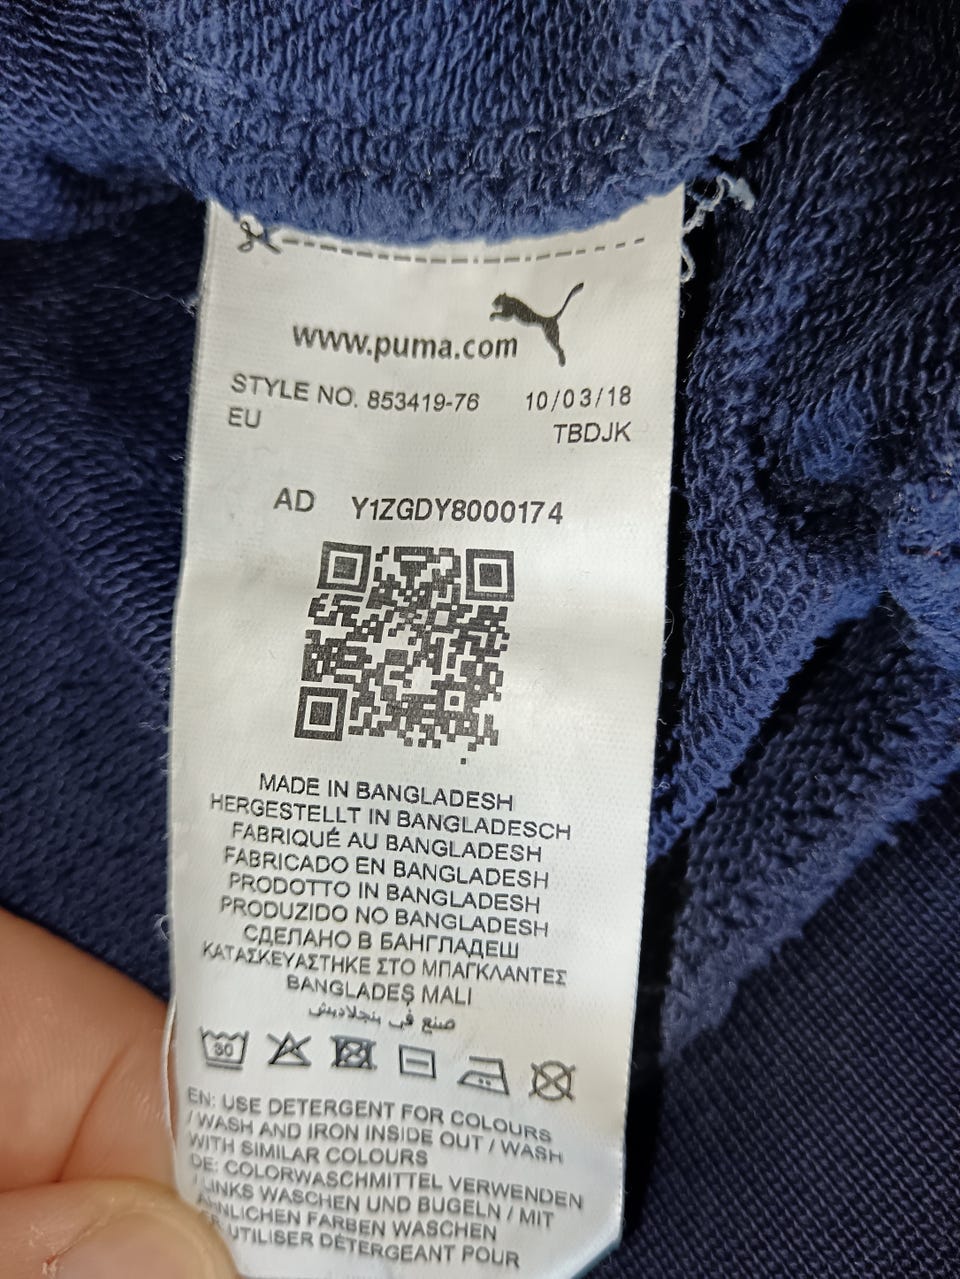 www.puma.com
STYLE NO. 853419-76 10/03/18
EU TBDJK
AD Y1ZGDY8000174
MADE IN BANGLADESH
HERGESTELLT IN BANGLADESCH
FABRIQUÉ AU BANGLADESH
FABRICADO EN BANGLADESH
PRODOTTO IN BANGLADESH
PRODUZIDO NO BANGLADESH
СДЕЛАНО В БАНГЛАДЕШ
ΚΑΤΑΣΚΕΥΑΣΤΗΚΕ ΣΤΟ ΜΠΑΓΚΛΑΝΤΕΣ
BANGLADEŞ MALI
صنع في بنجلاديش
30
EN: USE DETERGENT FOR COLOURS
/ WASH AND IRON INSIDE OUT / WASH
WITH SIMILAR COLOURS
DE: COLORWASCHMITTEL VERWENDEN
/ LINKS WASCHEN UND BUGELN / MIT
ÄHNLICHEN FARBEN WASCHEN
UTILISER DÉTERGEANT POUR